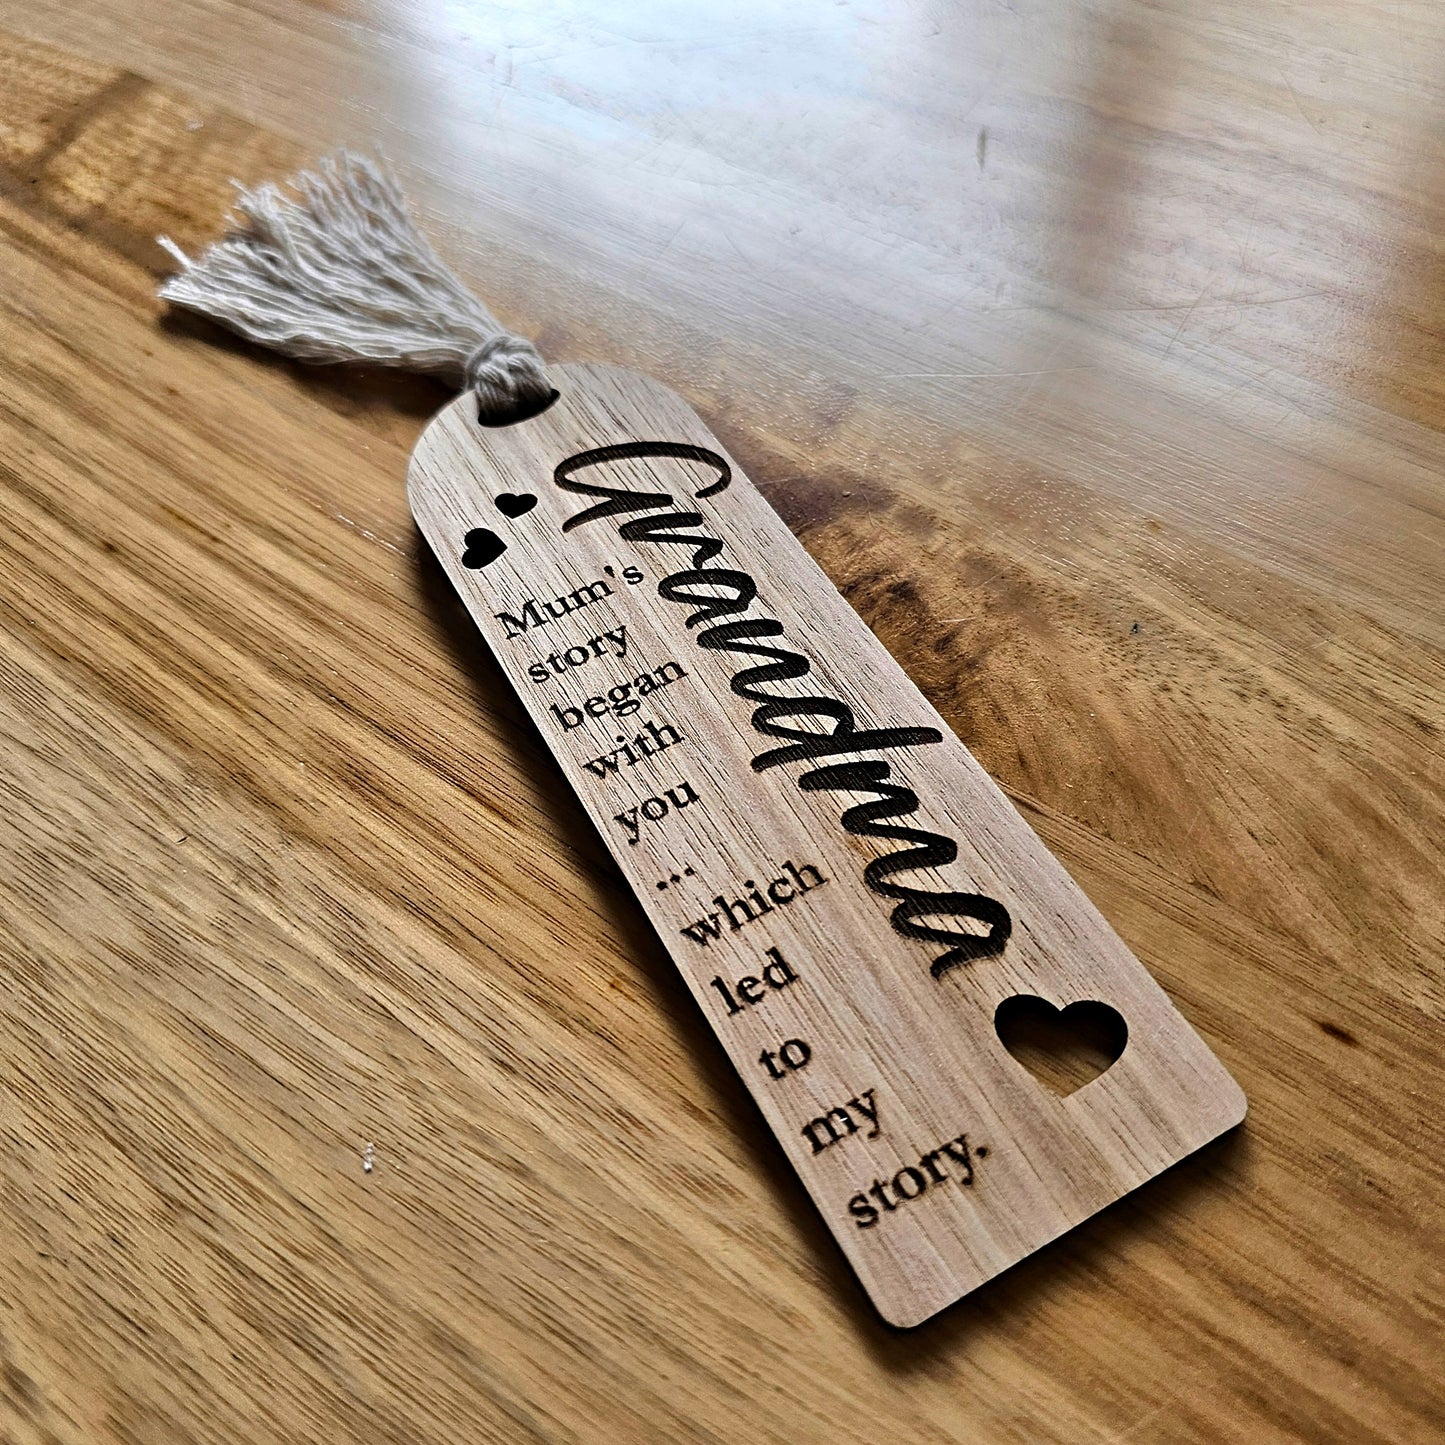 Grandma
Mum's
story
began
with
you
...
which
led
to
my
story.